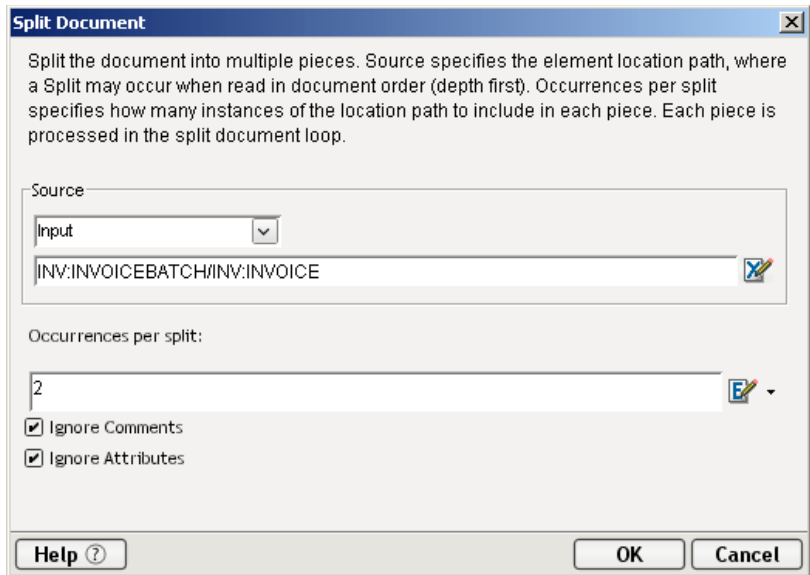 Split Document
Split the document into multiple pieces. Source specifies the element location path, where
a Split may occur when read in document order (depth first). Occurrences per split
specifies how many instances of the location path to include in each piece. Each piece is
processed in the split document loop.
Source
Input
INV:INVOICEBATCH/INV:INVOICE
Occurrences per split:
2
Ignore Comments
Ignore Attributes
Help ?
OK
Cancel